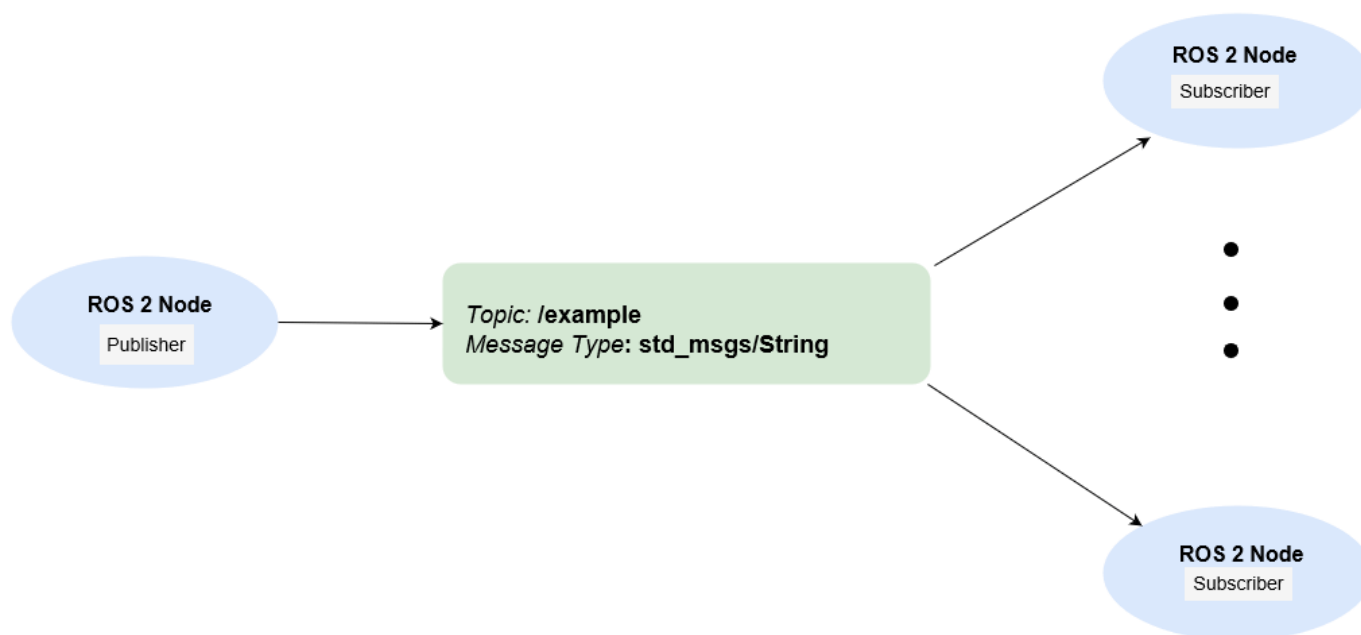 ROS 2 Node
Subscriber
ROS 2 Node
Publisher
Topic: /example
Message Type: std_msgs/String
ROS 2 Node
Subscriber